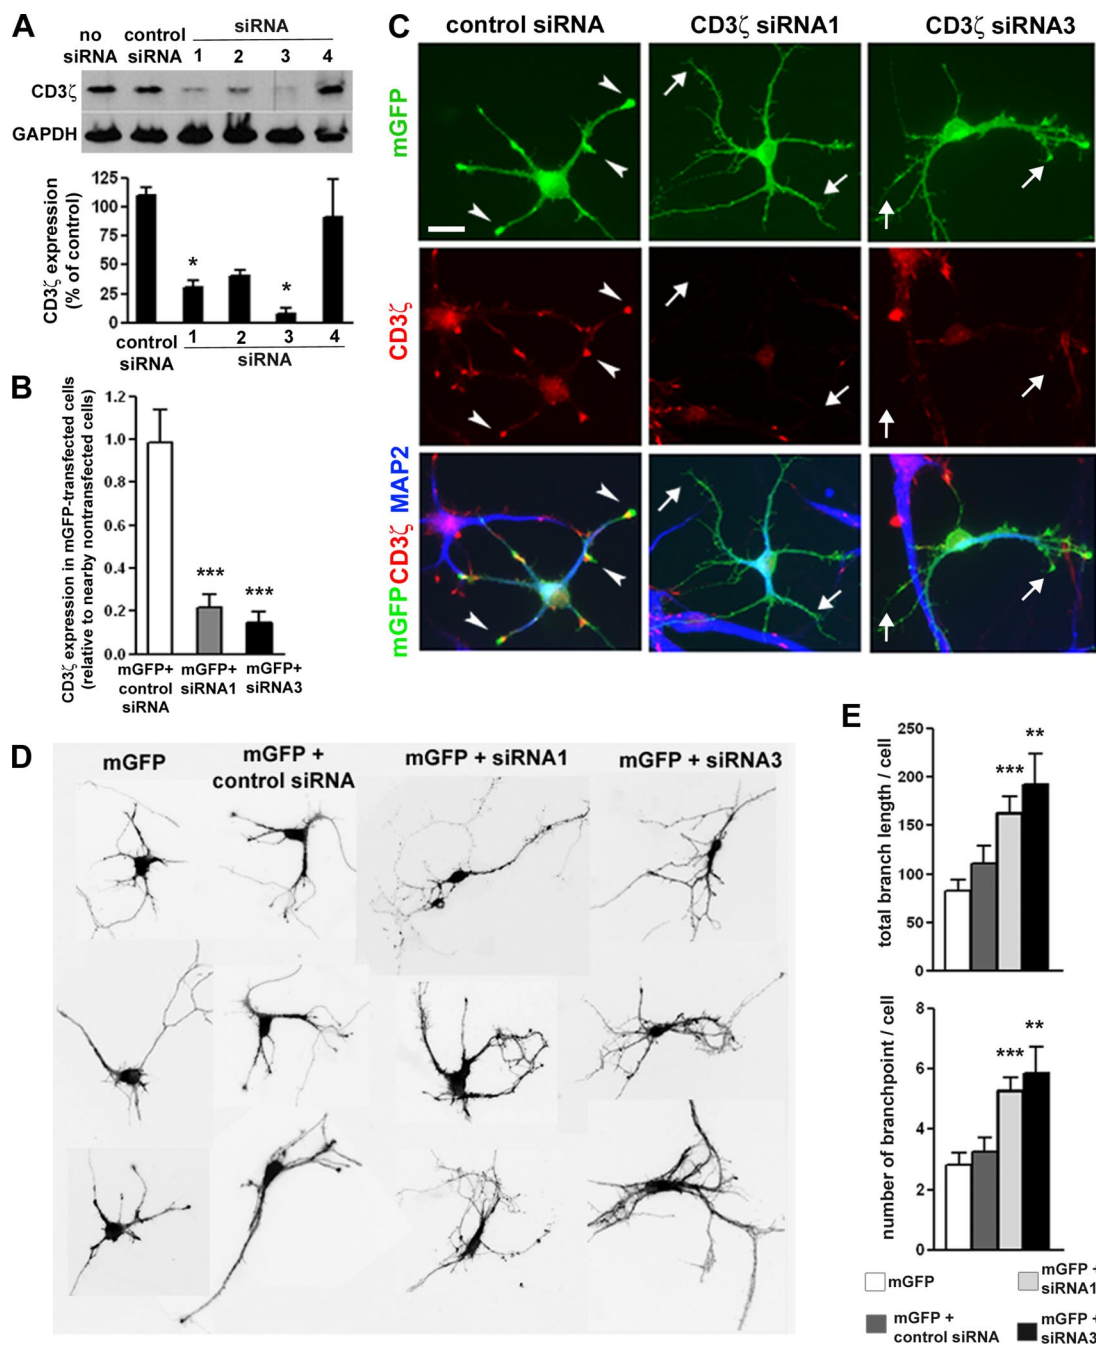 A
no
siRNA
control
siRNA
siRNA
1 2 3 4
CD3ζ
GAPDH
CD3ζ expression
(% of control)
125
100
75
50
25
0
*
*
control
siRNA
1 2 3 4
siRNA
B
CD3ζ expression in mGFP-transfected cells
(relative to nearby nontransfected cells)
1.2
1.0
0.8
0.6
0.4
0.2
0.0
***
***
mGFP+
control
siRNA
mGFP+
siRNA1
mGFP+
siRNA3
C
control siRNA
CD3ζ siRNA1
CD3ζ siRNA3
mGFP
CD3ζ
mGFP CD3ζ MAP2
D
mGFP
mGFP +
control siRNA
mGFP + siRNA1
mGFP + siRNA3
E
total branch length / cell
250
200
150
100
50
0
***
**
number of branchpoint / cell
8
6
4
2
0
***
**
mGFP
mGFP +
siRNA1
mGFP +
control siRNA
mGFP +
siRNA3